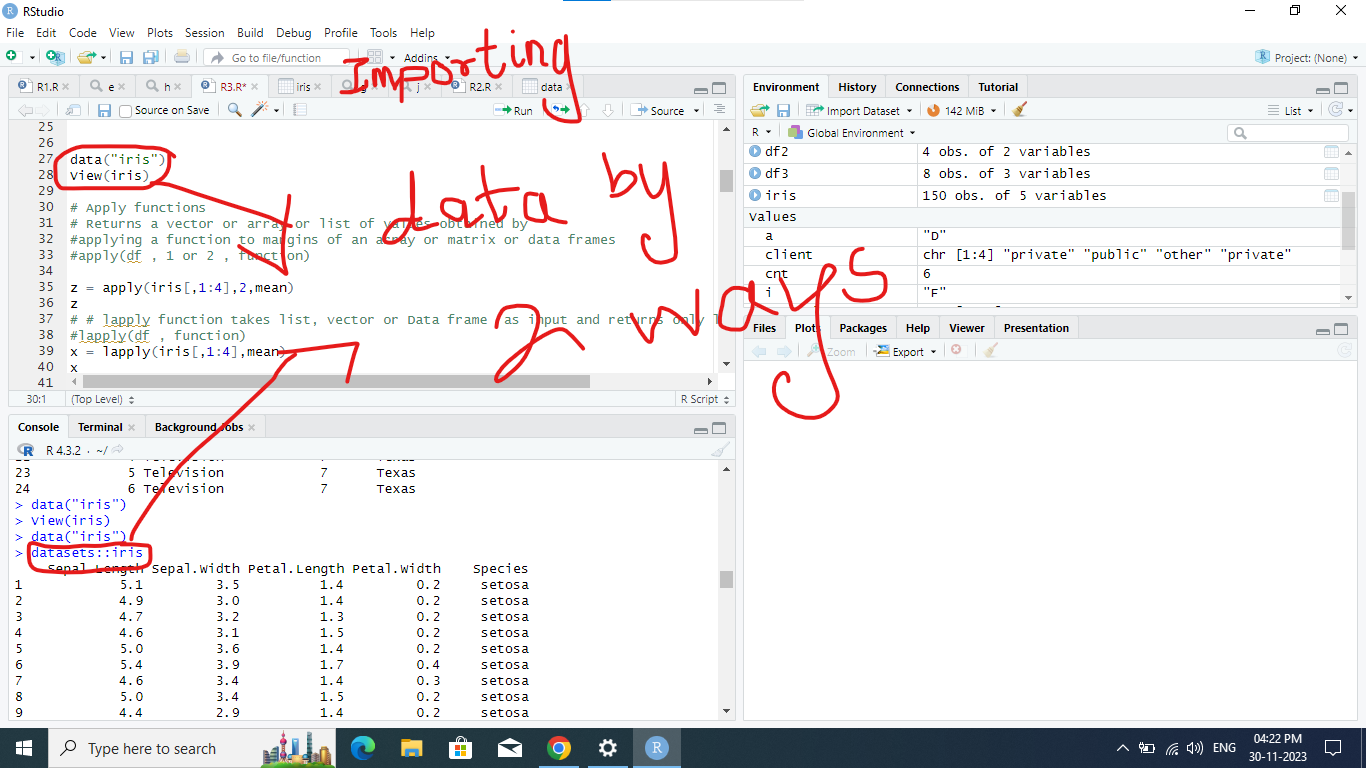 RStudio
File Edit Code View Plots Session Build Debug Profile Tools Help
Go to file/function Addins Project: (None)
Importing
data by
2 ways
R1.R e h R3.R* iris j R2.R data
Source on Save Run Source
25
26
27 data("iris")
28 View(iris)
29
30 # Apply functions
31 # Returns a vector or array or list of values obtained by
32 #applying a function to margins of an array or matrix or data frames
33 #apply(df , 1 or 2 , function)
34
35 z = apply(iris[,1:4],2,mean)
36 z
37 # # lapply function takes list, vector or Data frame as input and returns only l
38 #lapply(df , function)
39 x = lapply(iris[,1:4],mean)
40 x
41
30:1 (Top Level) R Script
Console Terminal Background Jobs
R 4.3.2 · ~/
23 5 Television 7 Texas
24 6 Television 7 Texas
> data("iris")
> View(iris)
> data("iris")
> datasets::iris
Sepal.Length Sepal.Width Petal.Length Petal.Width Species
1 5.1 3.5 1.4 0.2 setosa
2 4.9 3.0 1.4 0.2 setosa
3 4.7 3.2 1.3 0.2 setosa
4 4.6 3.1 1.5 0.2 setosa
5 5.0 3.6 1.4 0.2 setosa
6 5.4 3.9 1.7 0.4 setosa
7 4.6 3.4 1.4 0.3 setosa
8 5.0 3.4 1.5 0.2 setosa
9 4.4 2.9 1.4 0.2 setosa
Environment History Connections Tutorial
Import Dataset 142 MiB List
R Global Environment
df2 4 obs. of 2 variables
df3 8 obs. of 3 variables
iris 150 obs. of 5 variables
Values
a "D"
client chr [1:4] "private" "public" "other" "private"
cnt 6
i "F"
Files Plots Packages Help Viewer Presentation
Zoom Export
Type here to search
ENG 04:22 PM
30-11-2023